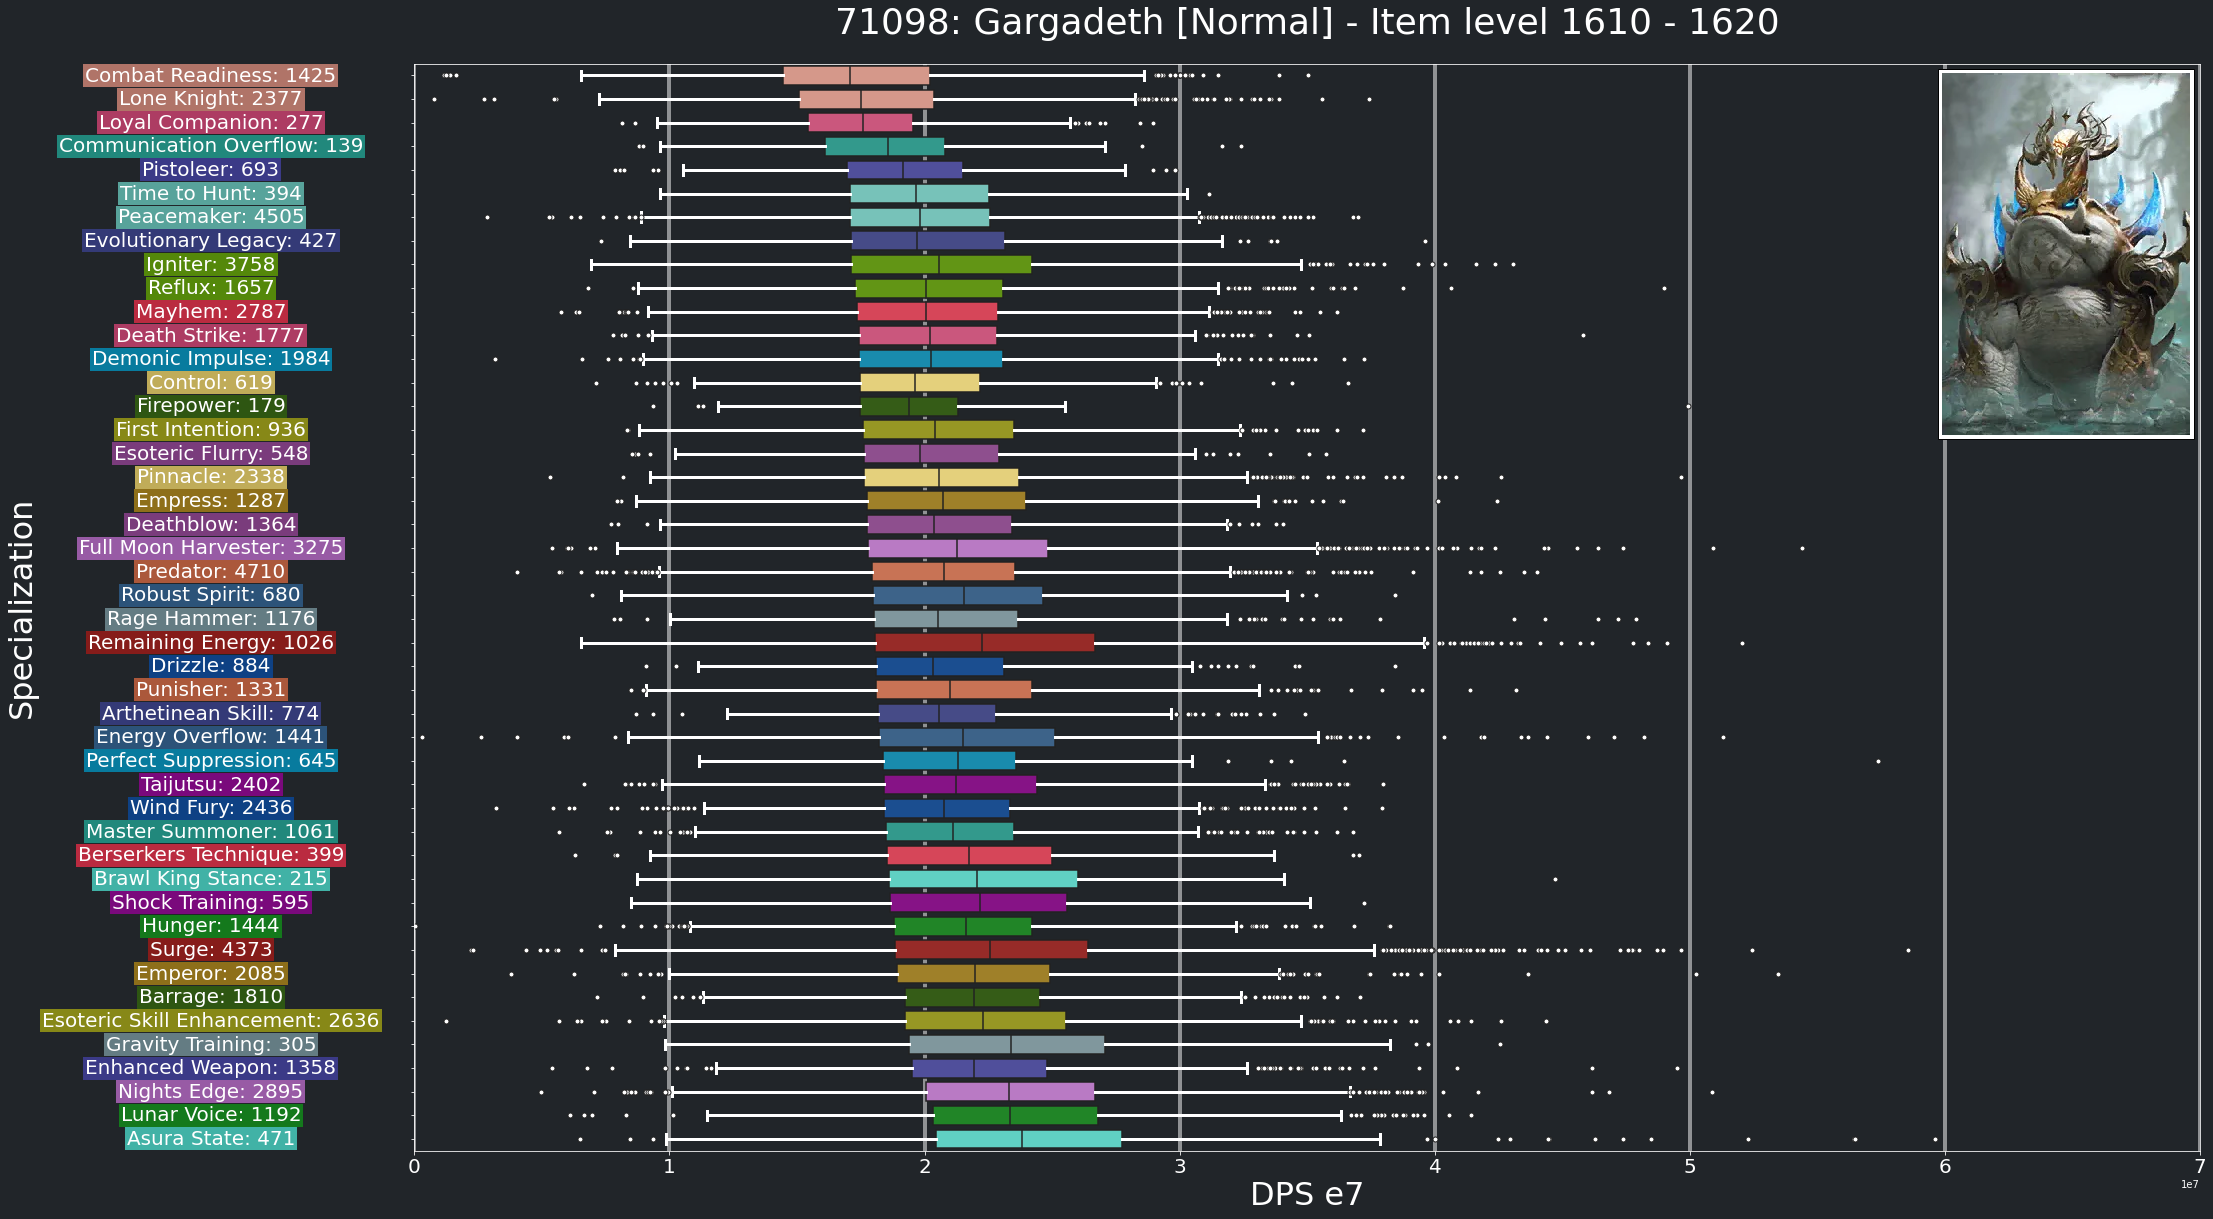 71098: Gargadeth [Normal] - Item level 1610 - 1620
Combat Readiness: 1425
Lone Knight: 2377
Loyal Companion: 277
Communication Overflow: 139
Pistoleer: 693
Time to Hunt: 394
Peacemaker: 4505
Evolutionary Legacy: 427
Igniter: 3758
Reflux: 1657
Mayhem: 2787
Death Strike: 1777
Demonic Impulse: 1984
Control: 619
Firepower: 179
First Intention: 936
Esoteric Flurry: 548
Pinnacle: 2338
Empress: 1287
Deathblow: 1364
Full Moon Harvester: 3275
Predator: 4710
Robust Spirit: 680
Rage Hammer: 1176
Remaining Energy: 1026
Drizzle: 884
Punisher: 1331
Arthetinean Skill: 774
Energy Overflow: 1441
Perfect Suppression: 645
Taijutsu: 2402
Wind Fury: 2436
Master Summoner: 1061
Berserkers Technique: 399
Brawl King Stance: 215
Shock Training: 595
Hunger: 1444
Surge: 4373
Emperor: 2085
Barrage: 1810
Esoteric Skill Enhancement: 2636
Gravity Training: 305
Enhanced Weapon: 1358
Nights Edge: 2895
Lunar Voice: 1192
Asura State: 471
Specialization
0 1 2 3 4 5 6 7
1e7
DPS e7